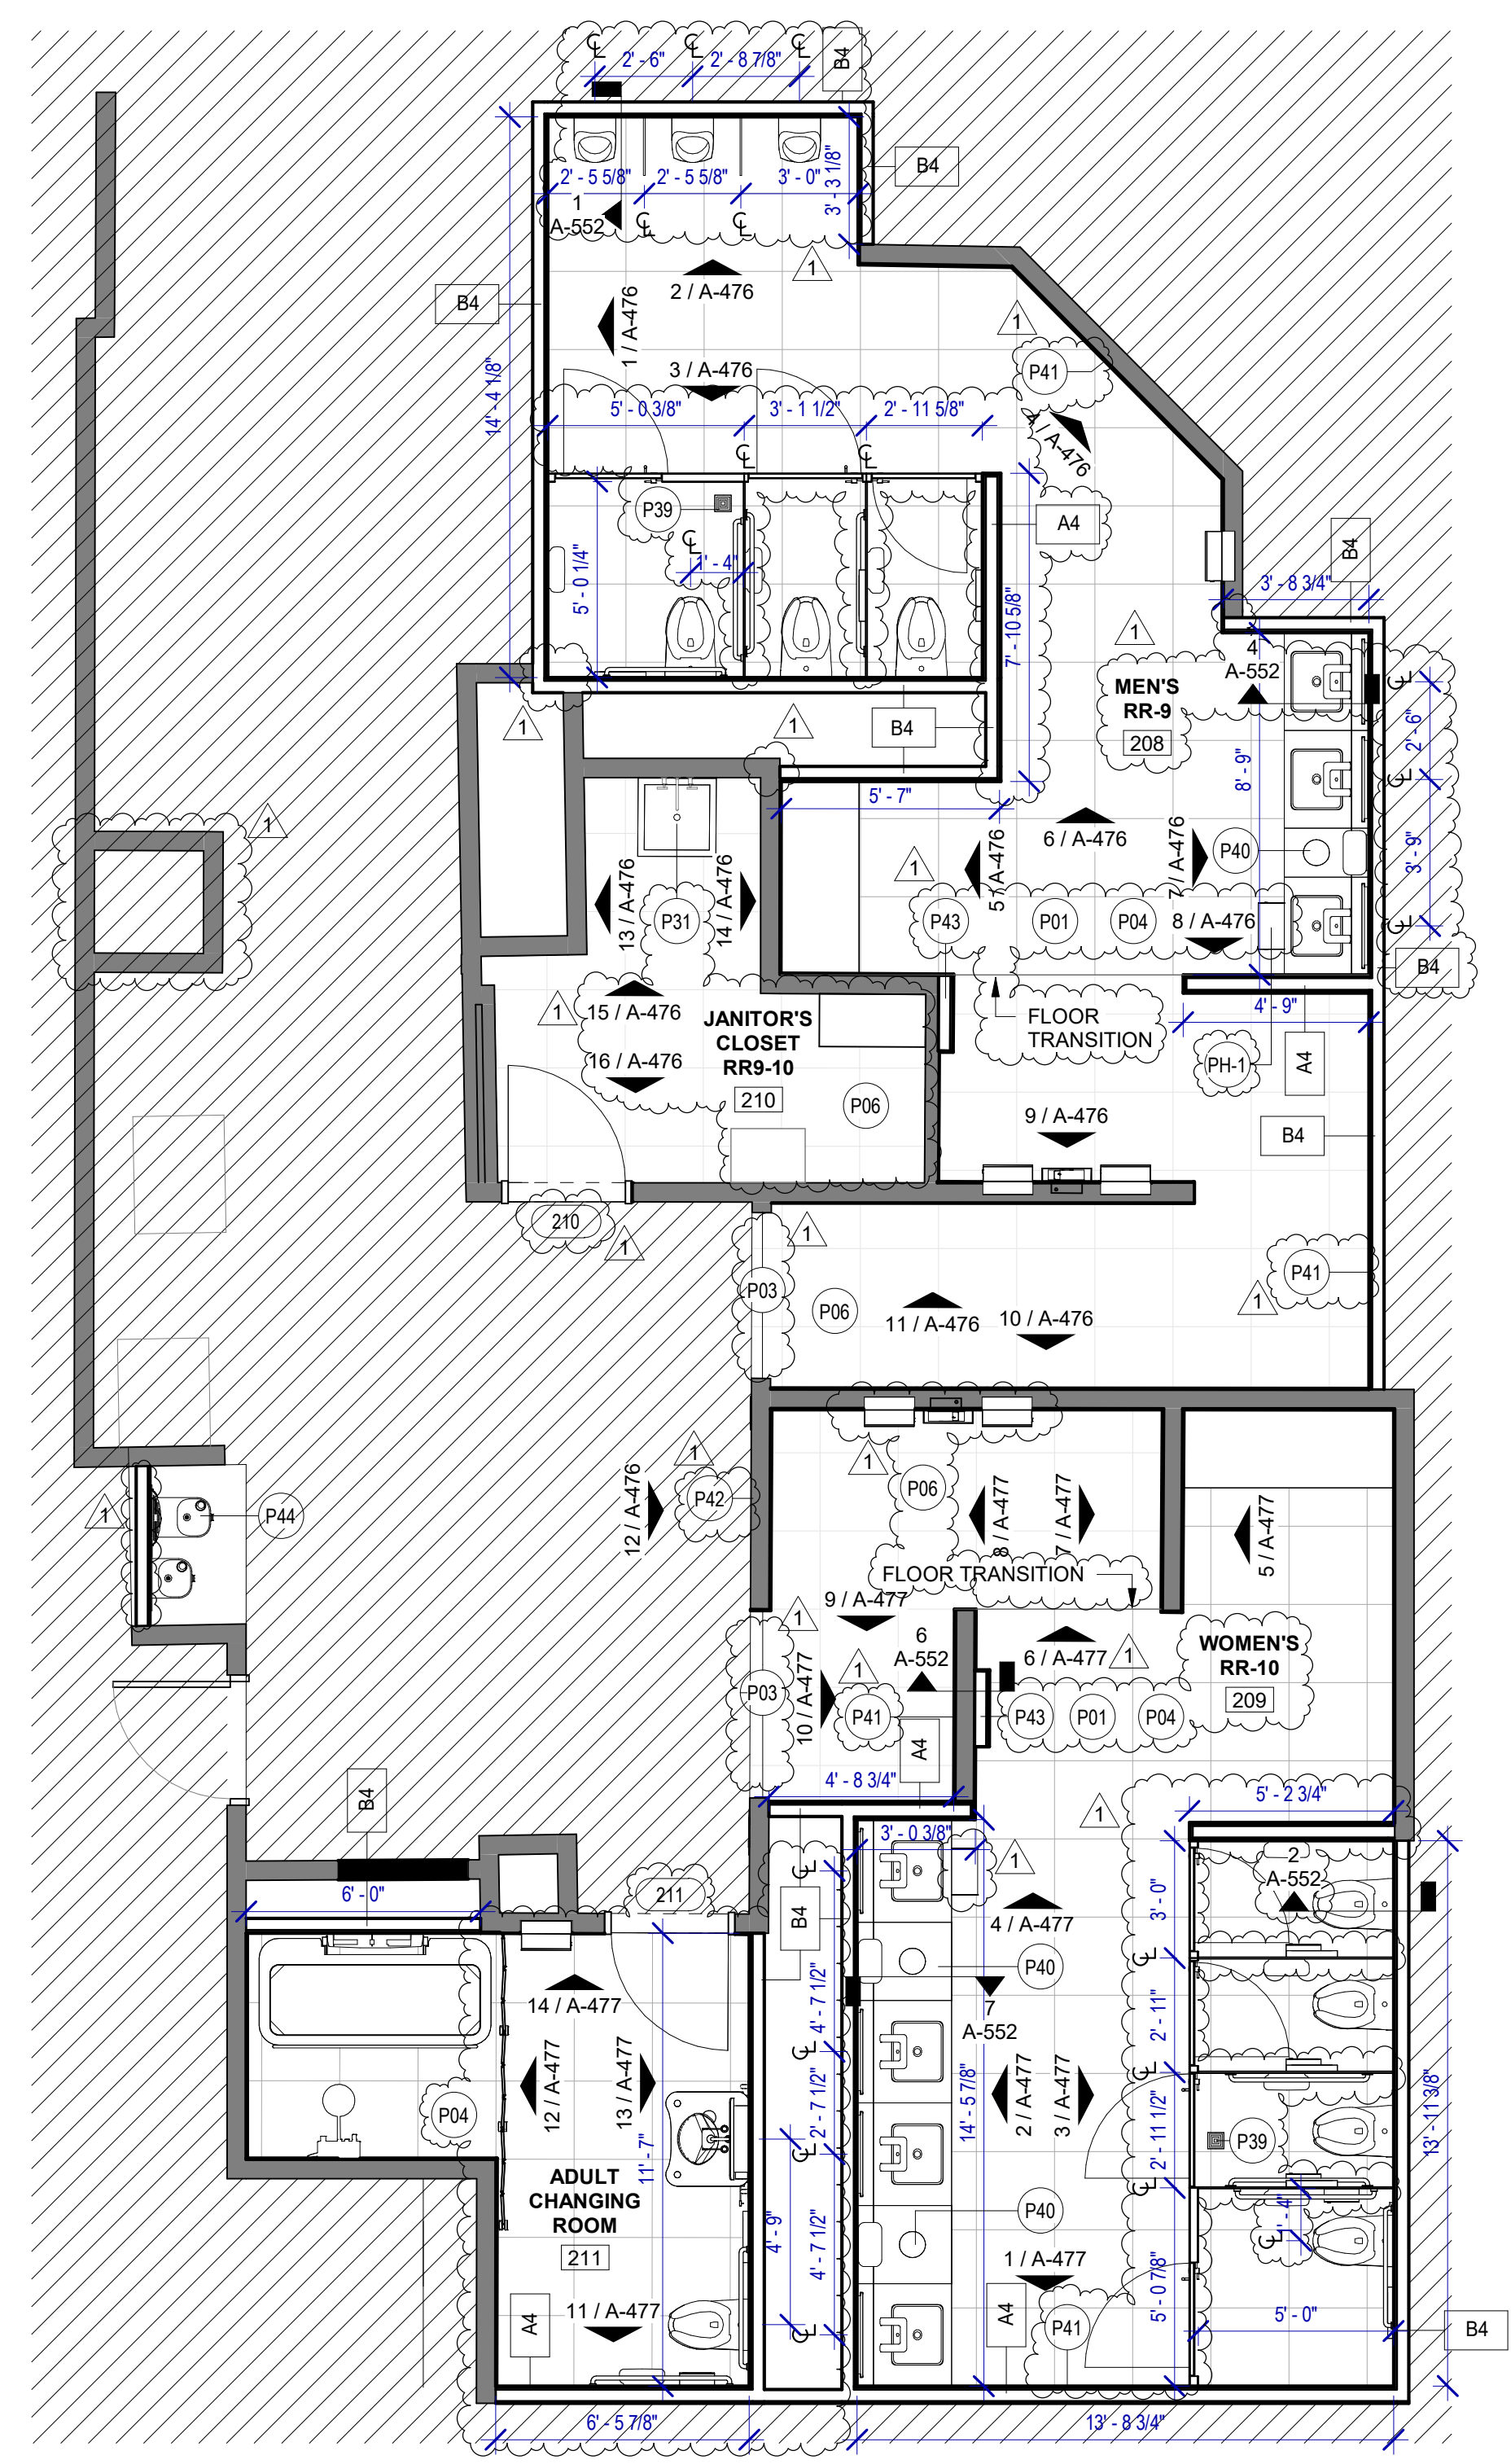 ℄ ℄ ℄
2' - 6" 2' - 8 7/8"
B4
B4
2' - 5 5/8" 2' - 5 5/8" 3' - 0"
3' - 3 1/8"
1
A-552
℄ ℄
1
2 / A-476
B4
1 / A-476
1
3 / A-476
P41
14' - 4 1/8"
5' - 0 3/8" 3' - 1 1/2" 2' - 11 5/8"
4 / A-476
℄ ℄
P39
A4
B4
℄
1' - 4"
5' - 0 1/4"
3' - 8 3/4"
7' - 10 5/8"
1
4
A-552
MEN'S
RR-9
208
℄
2' - 6"
1
1
B4
8' - 9"
℄
5' - 7"
1
6 / A-476
5 / A-476
7 / A-476
P40
3' - 9"
1
13 / A-476
14 / A-476
P31
P43
P01
P04
8 / A-476
℄
B4
15 / A-476
1
JANITOR'S
CLOSET
RR9-10
210
16 / A-476
P06
FLOOR
TRANSITION
4' - 9"
PH-1
A4
9 / A-476
B4
210
1
1
P03
P06
11 / A-476
10 / A-476
P41
1
1
P42
12 / A-476
1
P06
8 / A-477
7 / A-477
5 / A-477
1
P44
FLOOR TRANSITION
9 / A-477
1
6
A-552
6 / A-477
1
WOMEN'S
RR-10
209
P03
10 / A-477
1
P41
P43
P01
P04
A4
4' - 8 3/4"
5' - 2 3/4"
B4
1
3' - 0 3/8"
1
2
A-552
6' - 0"
211
℄
B4
4 / A-477
3' - 0"
P40
℄
14 / A-477
4' - 7 1/2"
7
A-552
2' - 11"
℄
12 / A-477
13 / A-477
℄
P04
2' - 7 1/2"
14' - 5 7/8"
2 / A-477
3 / A-477
2' - 11 1/2"
P39
13' - 11 3/8"
℄
11' - 7"
ADULT
CHANGING
ROOM
211
℄
1' - 4"
℄
P40
4' - 9"
4' - 7 1/2"
1 / A-477
5' - 0 7/8"
5' - 0"
A4
11 / A-477
℄
A4
P41
B4
6' - 5 7/8"
13' - 8 3/4"